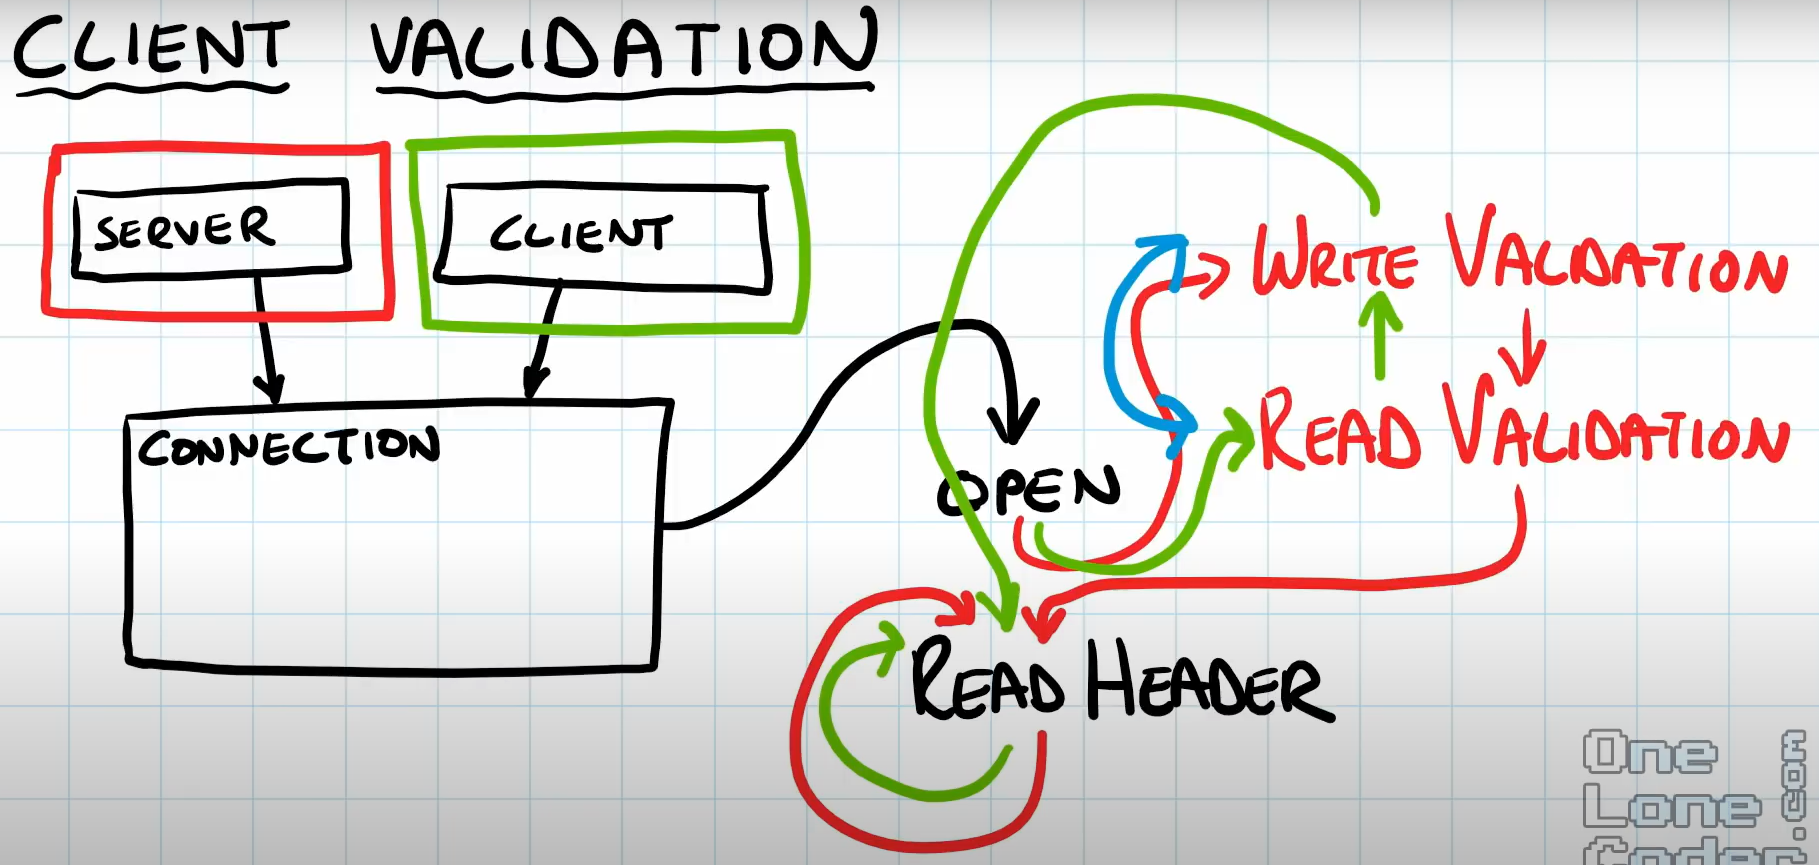 CLIENT VALIDATION
SERVER
CLIENT
CONNECTION
OPEN
WRITE VALIDATION
READ VALIDATION
READ HEADER
One
Lone
Coder
.com